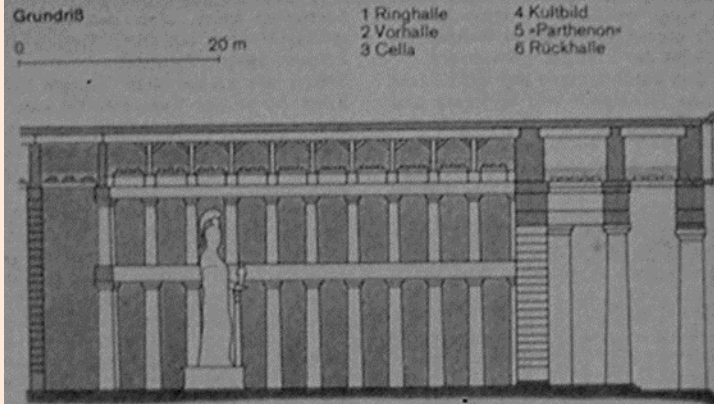 Grundriß
0 20 m
1 Ringhalle
2 Vorhalle
3 Cella
4 Kultbild
5 »Parthenon«
6 Rückhalle